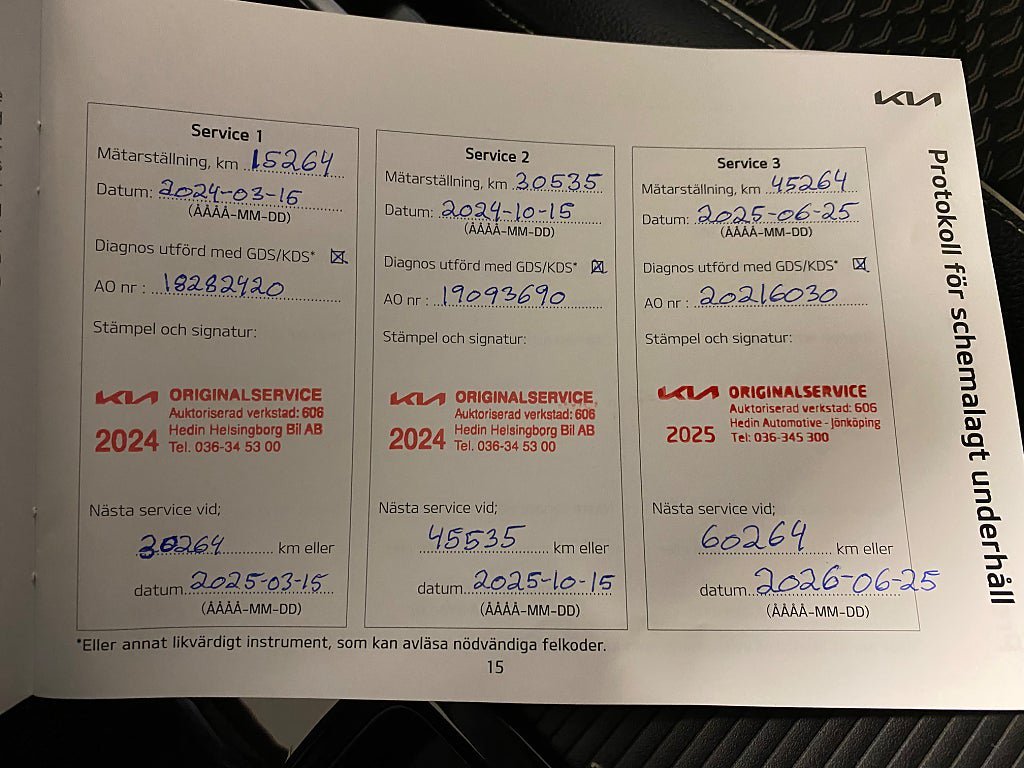 KIA
Protokoll för schemalagt underhåll
Service 1
Mätarställning, km 15264
Datum: 2024-03-15
(ÅÅÅÅ-MM-DD)
Diagnos utförd med GDS/KDS* ☒
AO nr : 18282420
Stämpel och signatur:
KIA ORIGINALSERVICE
Auktoriserad verkstad: 606
Hedin Helsingborg Bil AB
2024 Tel. 036-34 53 00
Nästa service vid;
30264 km eller
datum 2025-03-15
(ÅÅÅÅ-MM-DD)
Service 2
Mätarställning, km 30535
Datum: 2024-10-15
(ÅÅÅÅ-MM-DD)
Diagnos utförd med GDS/KDS* ☒
AO nr : 19093690
Stämpel och signatur:
KIA ORIGINALSERVICE
Auktoriserad verkstad: 606
Hedin Helsingborg Bil AB
2024 Tel. 036-34 53 00
Nästa service vid;
45535 km eller
datum 2025-10-15
(ÅÅÅÅ-MM-DD)
Service 3
Mätarställning, km 45264
Datum: 2025-06-25
(ÅÅÅÅ-MM-DD)
Diagnos utförd med GDS/KDS* ☒
AO nr : 20216030
Stämpel och signatur:
KIA ORIGINALSERVICE
Auktoriserad verkstad: 606
Hedin Automotive - Jönköping
2025 Tel: 036-345 300
Nästa service vid;
60264 km eller
datum 2026-06-25
(ÅÅÅÅ-MM-DD)
*Eller annat likvärdigt instrument, som kan avläsa nödvändiga felkoder.
15